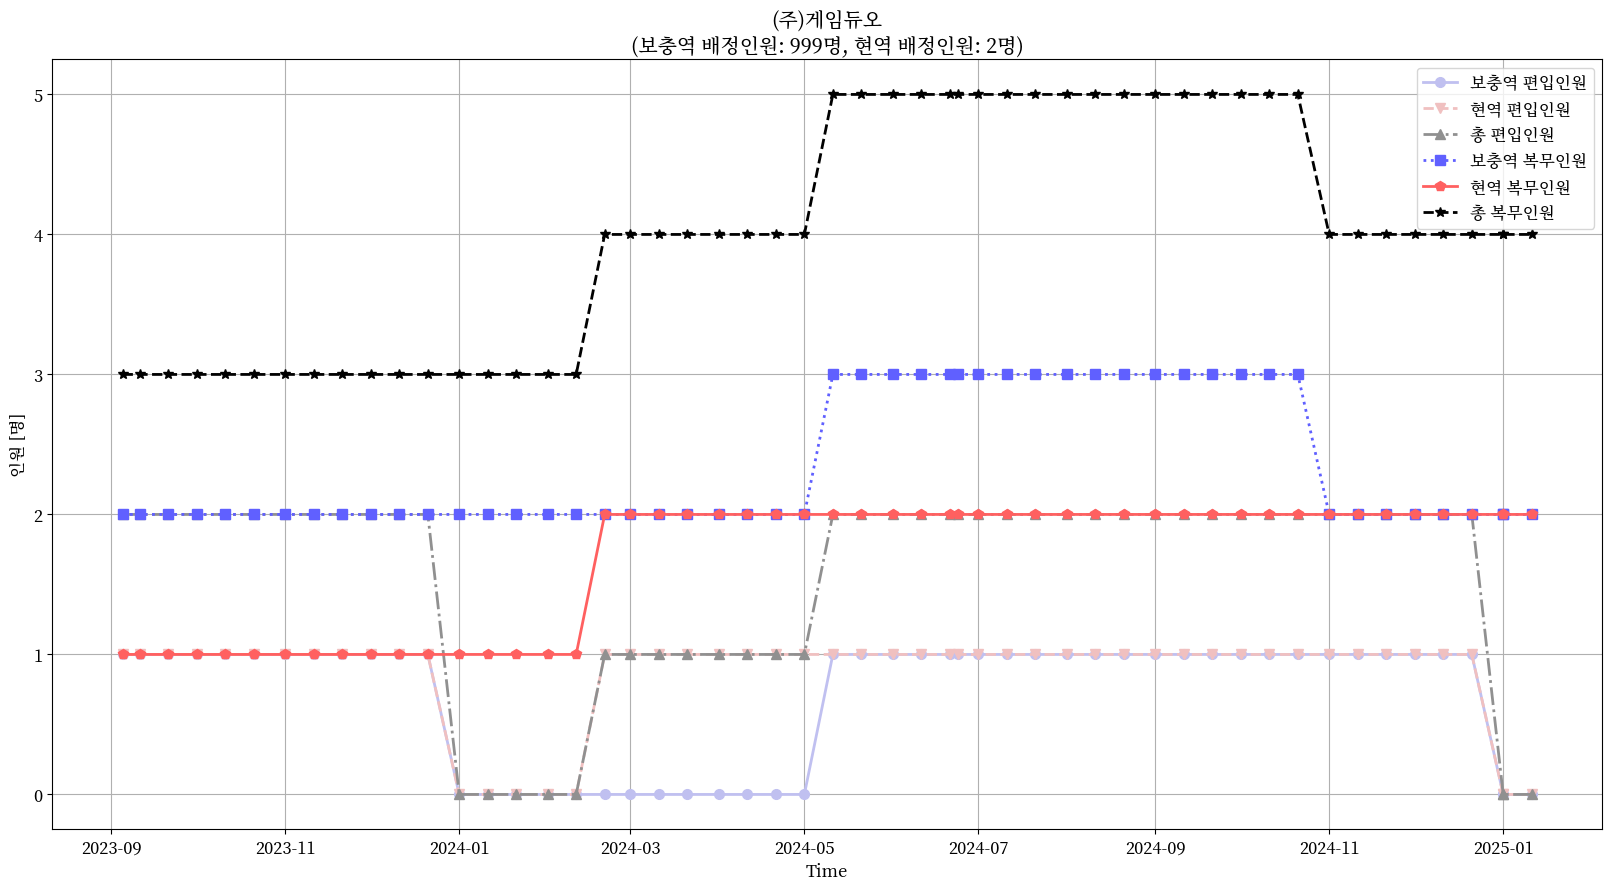 (주)게임듀오
(보충역 배정인원: 999명, 현역 배정인원: 2명)
보충역 편입인원
현역 편입인원
총 편입인원
보충역 복무인원
현역 복무인원
총 복무인원
인원 [명]
5
4
3
2
1
0
2023-09 2023-11 2024-01 2024-03 2024-05 2024-07 2024-09 2024-11 2025-01
Time